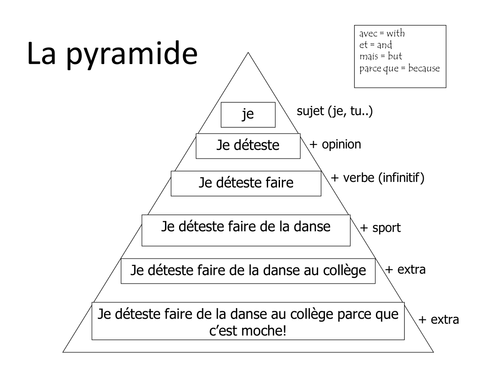 La pyramide
avec = with
et = and
mais = but
parce que = because
je
sujet (je, tu..)
Je déteste
+ opinion
Je déteste faire
+ verbe (infinitif)
Je déteste faire de la danse
+ sport
Je déteste faire de la danse au collège
+ extra
Je déteste faire de la danse au collège parce que
c'est moche!
+ extra